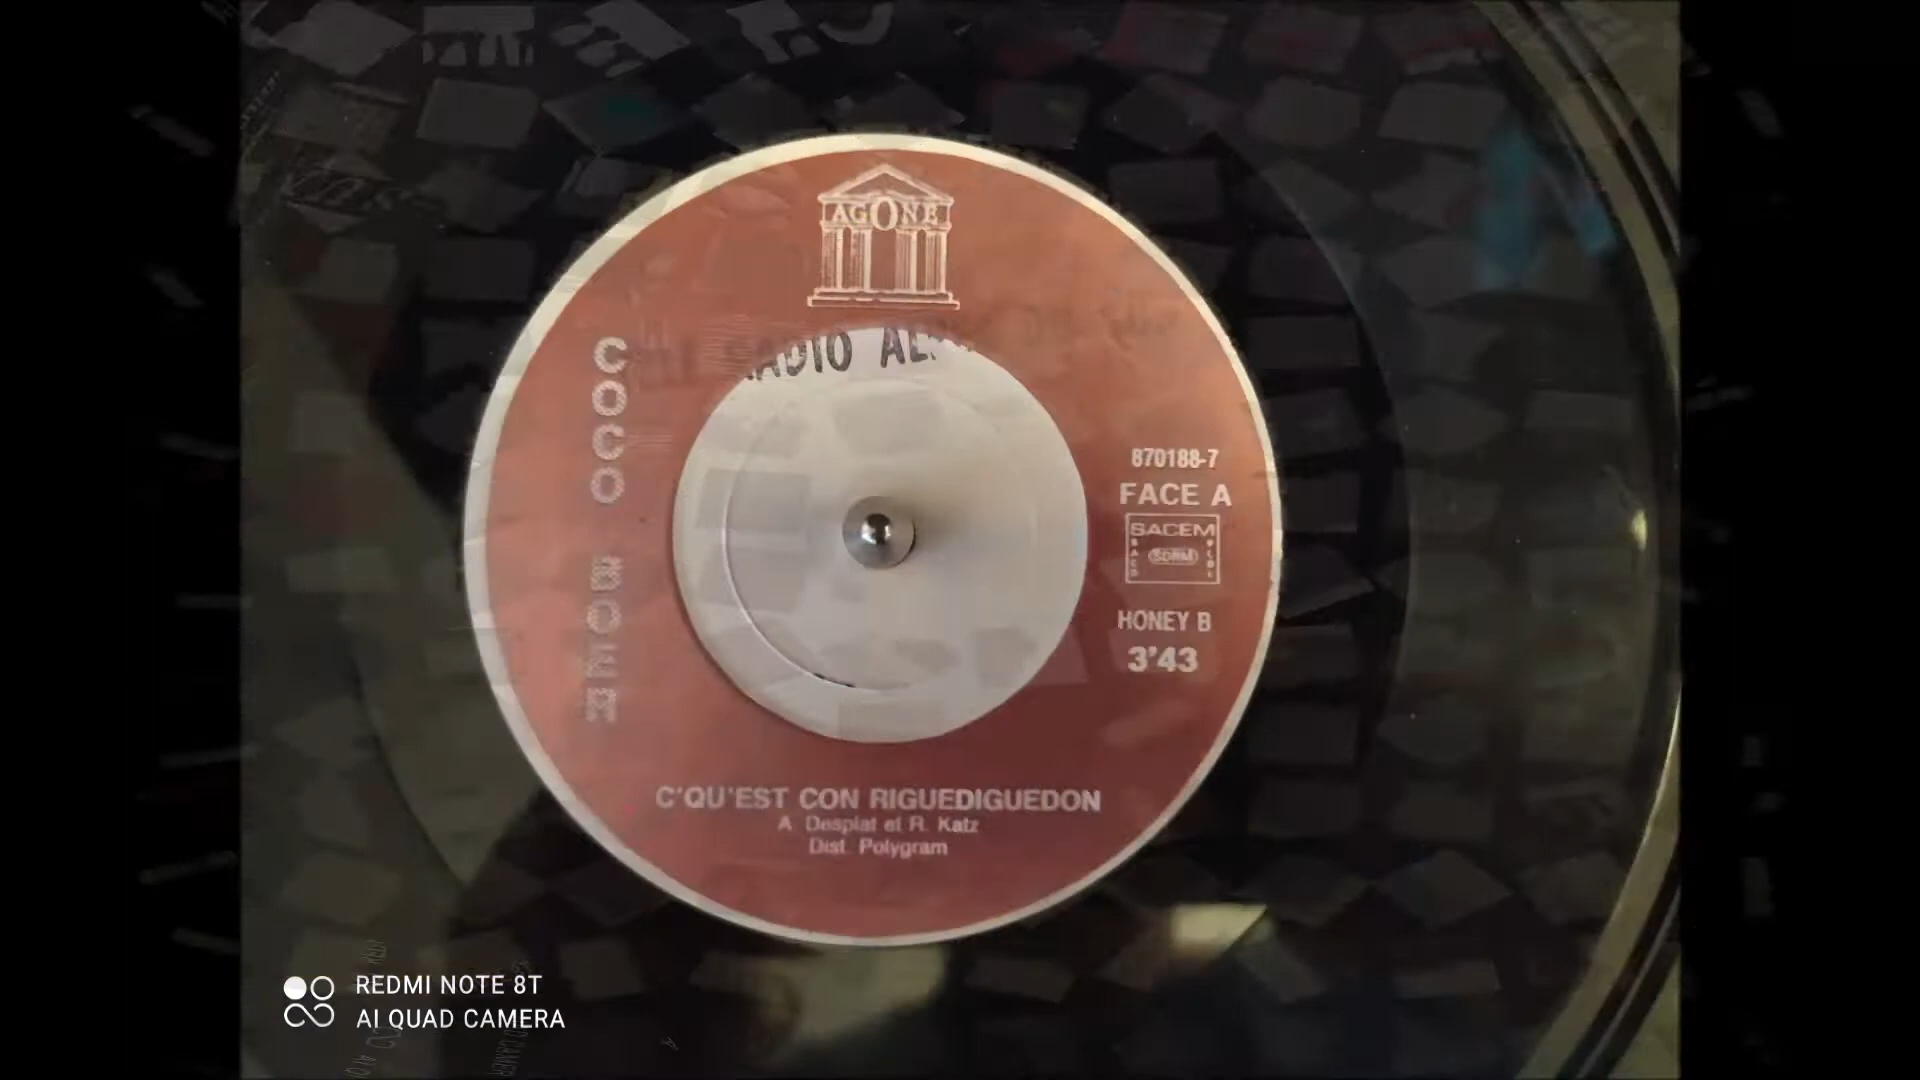 AGONE
RADIO
COCO
870188-7
FACE A
SACEM
SDRM
HONEY B
3'43
C'QU'EST CON RIGUEDIGUEDON
A. Desplat et R. Katz
Dist. Polygram
REDMI NOTE 8T
AI QUAD CAMERA